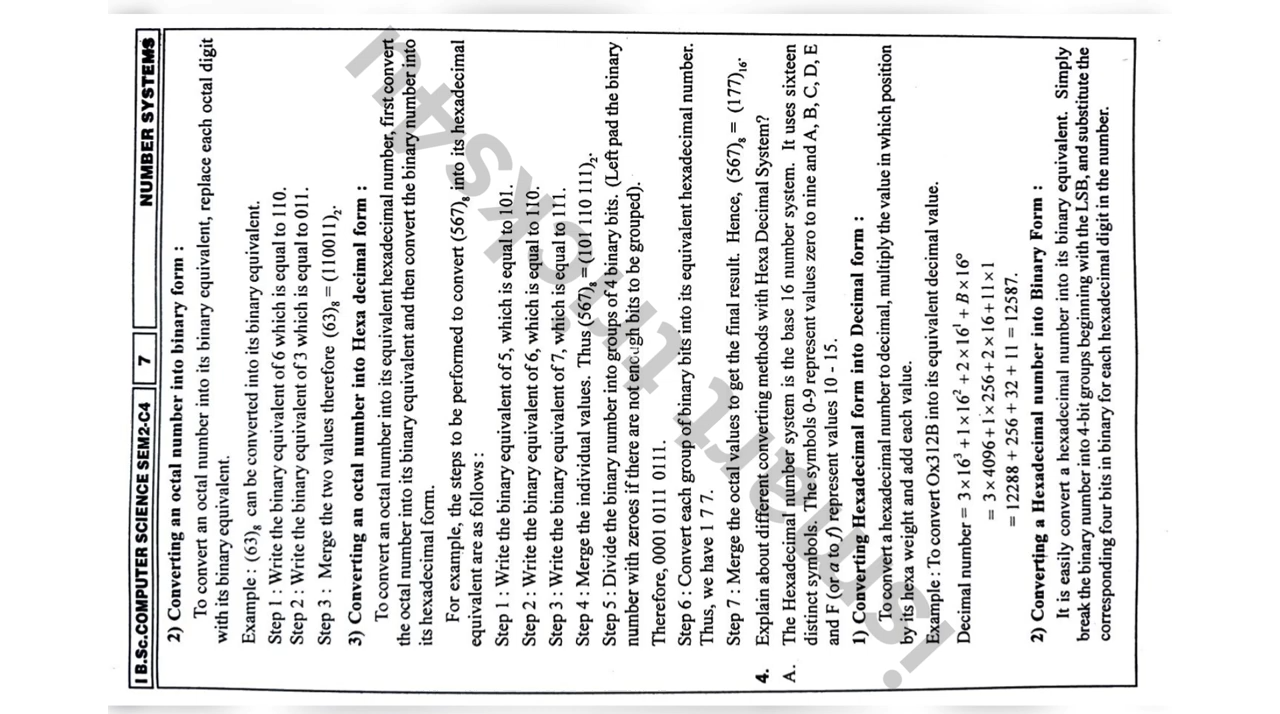 I B.Sc.COMPUTER SCIENCE SEM2-C4 7 NUMBER SYSTEMS
2) Converting an octal number into binary form :
To convert an octal number into its binary equivalent, replace each octal digit
with its binary equivalent.
Example : (63)₈ can be converted into its binary equivalent.
Step 1 : Write the binary equivalent of 6 which is equal to 110.
Step 2 : Write the binary equivalent of 3 which is equal to 011.
Step 3 : Merge the two values therefore (63)₈ = (110011)₂.
3) Converting an octal number into Hexa decimal form :
To convert an octal number into its equivalent hexadecimal number, first convert
the octal number into its binary equivalent and then convert the binary number into
its hexadecimal form.
For example, the steps to be performed to convert (567)₈ into its hexadecimal
equivalent are as follows :
Step 1 : Write the binary equivalent of 5, which is equal to 101.
Step 2 : Write the binary equivalent of 6, which is equal to 110.
Step 3 : Write the binary equivalent of 7, which is equal to 111.
Step 4 : Merge the individual values. Thus (567)₈ = (101 110 111)₂.
Step 5 : Divide the binary number into groups of 4 binary bits. (Left pad the binary
number with zeroes if there are not enough bits to be grouped).
Therefore, 0001 0111 0111.
Step 6 : Convert each group of binary bits into its equivalent hexadecimal number.
Thus, we have 1 7 7.
Step 7 : Merge the octal values to get the final result. Hence, (567)₈ = (177)₁₆.
4. Explain about different converting methods with Hexa Decimal System?
A. The Hexadecimal number system is the base 16 number system. It uses sixteen
distinct symbols. The symbols 0-9 represent values zero to nine and A, B, C, D, E
and F (or a to f) represent values 10 - 15.
1) Converting Hexadecimal form into Decimal form :
To convert a hexadecimal number to decimal, multiply the value in which position
by its hexa weight and add each value.
Example : To convert Ox312B into its equivalent decimal value.
Decimal number = 3×16³+1×16²+2×16¹+B×16⁰
= 3×4096+1×256+2×16+11×1
= 12288 + 256 + 32 + 11 = 12587.
2) Converting a Hexadecimal number into Binary Form :
It is easily convert a hexadecimal number into its binary equivalent. Simply
break the binary number into 4-bit groups beginning with the LSB, and substitute the
corresponding four bits in binary for each hexadecimal digit in the number.